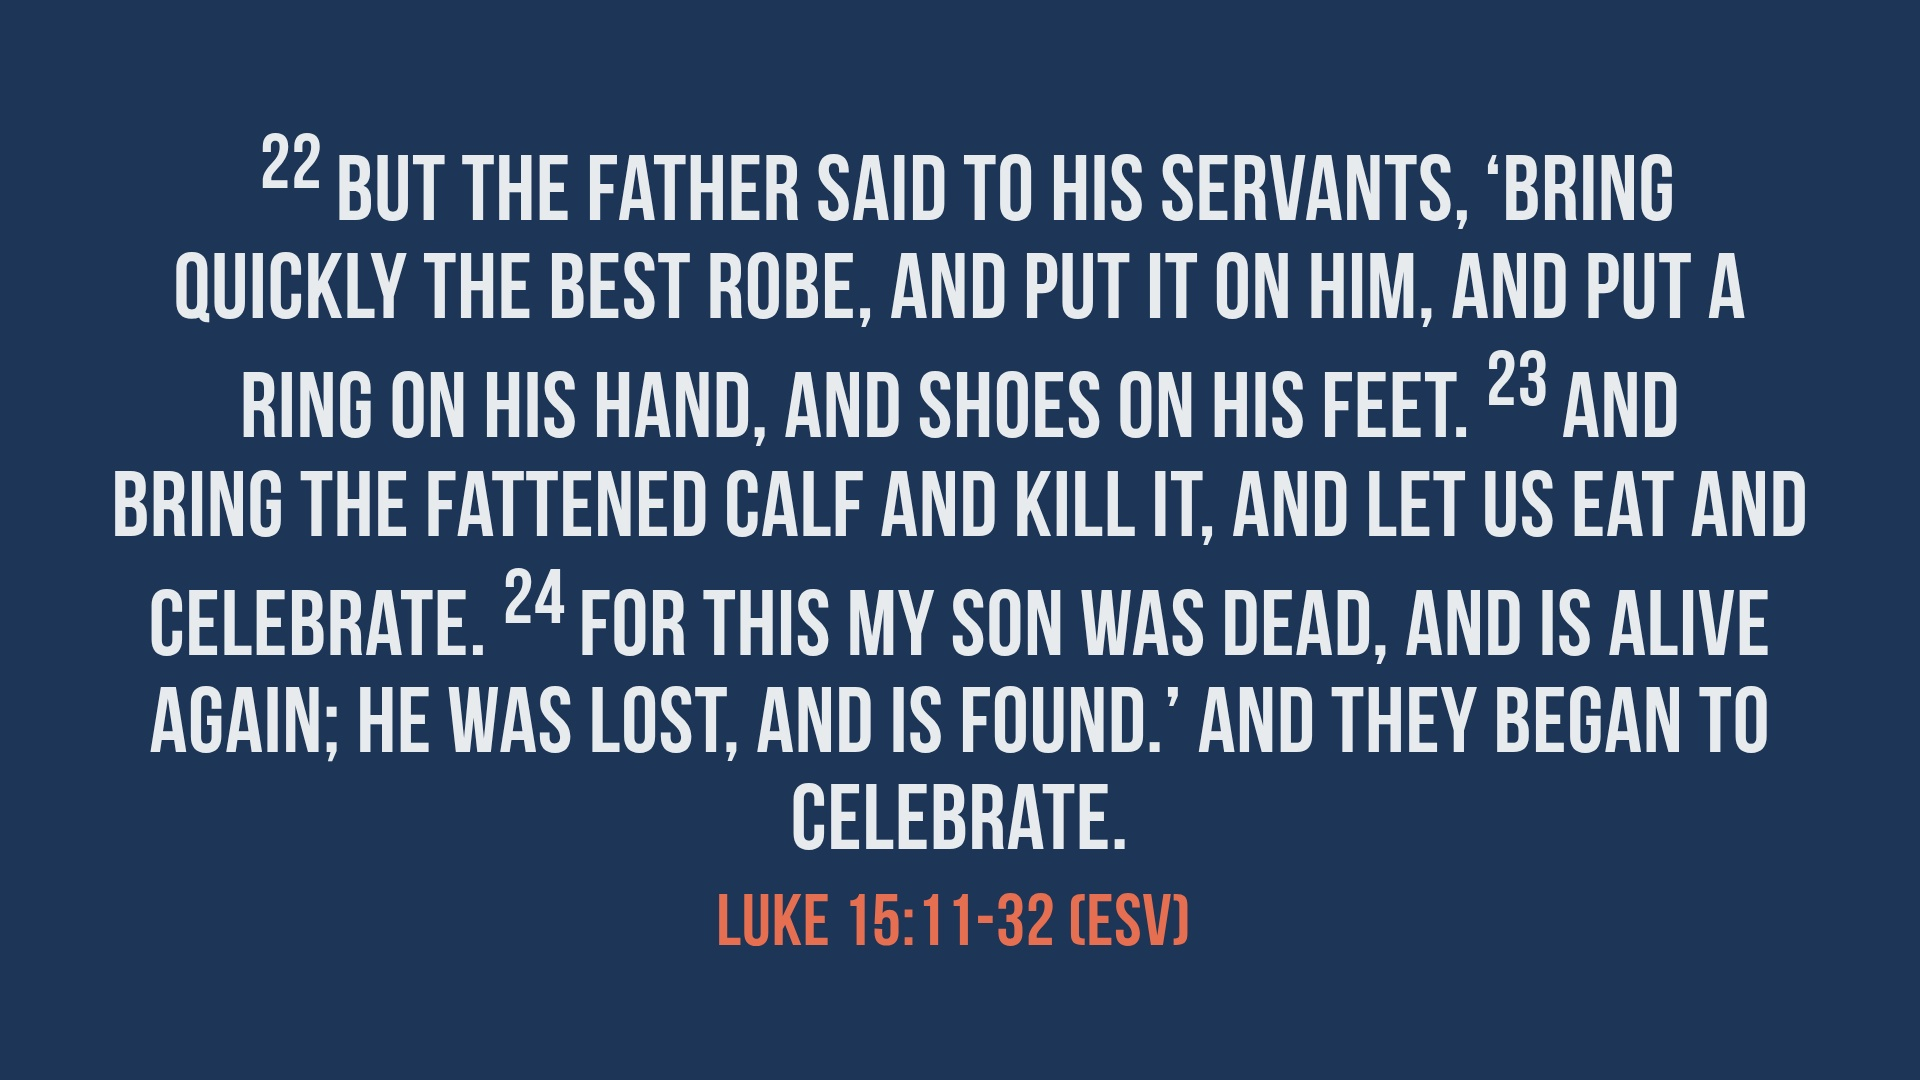 22 BUT THE FATHER SAID TO HIS SERVANTS, ‘BRING
QUICKLY THE BEST ROBE, AND PUT IT ON HIM, AND PUT A
RING ON HIS HAND, AND SHOES ON HIS FEET. 23 AND
BRING THE FATTENED CALF AND KILL IT, AND LET US EAT AND
CELEBRATE. 24 FOR THIS MY SON WAS DEAD, AND IS ALIVE
AGAIN; HE WAS LOST, AND IS FOUND.’ AND THEY BEGAN TO
CELEBRATE.
LUKE 15:11-32 (ESV)